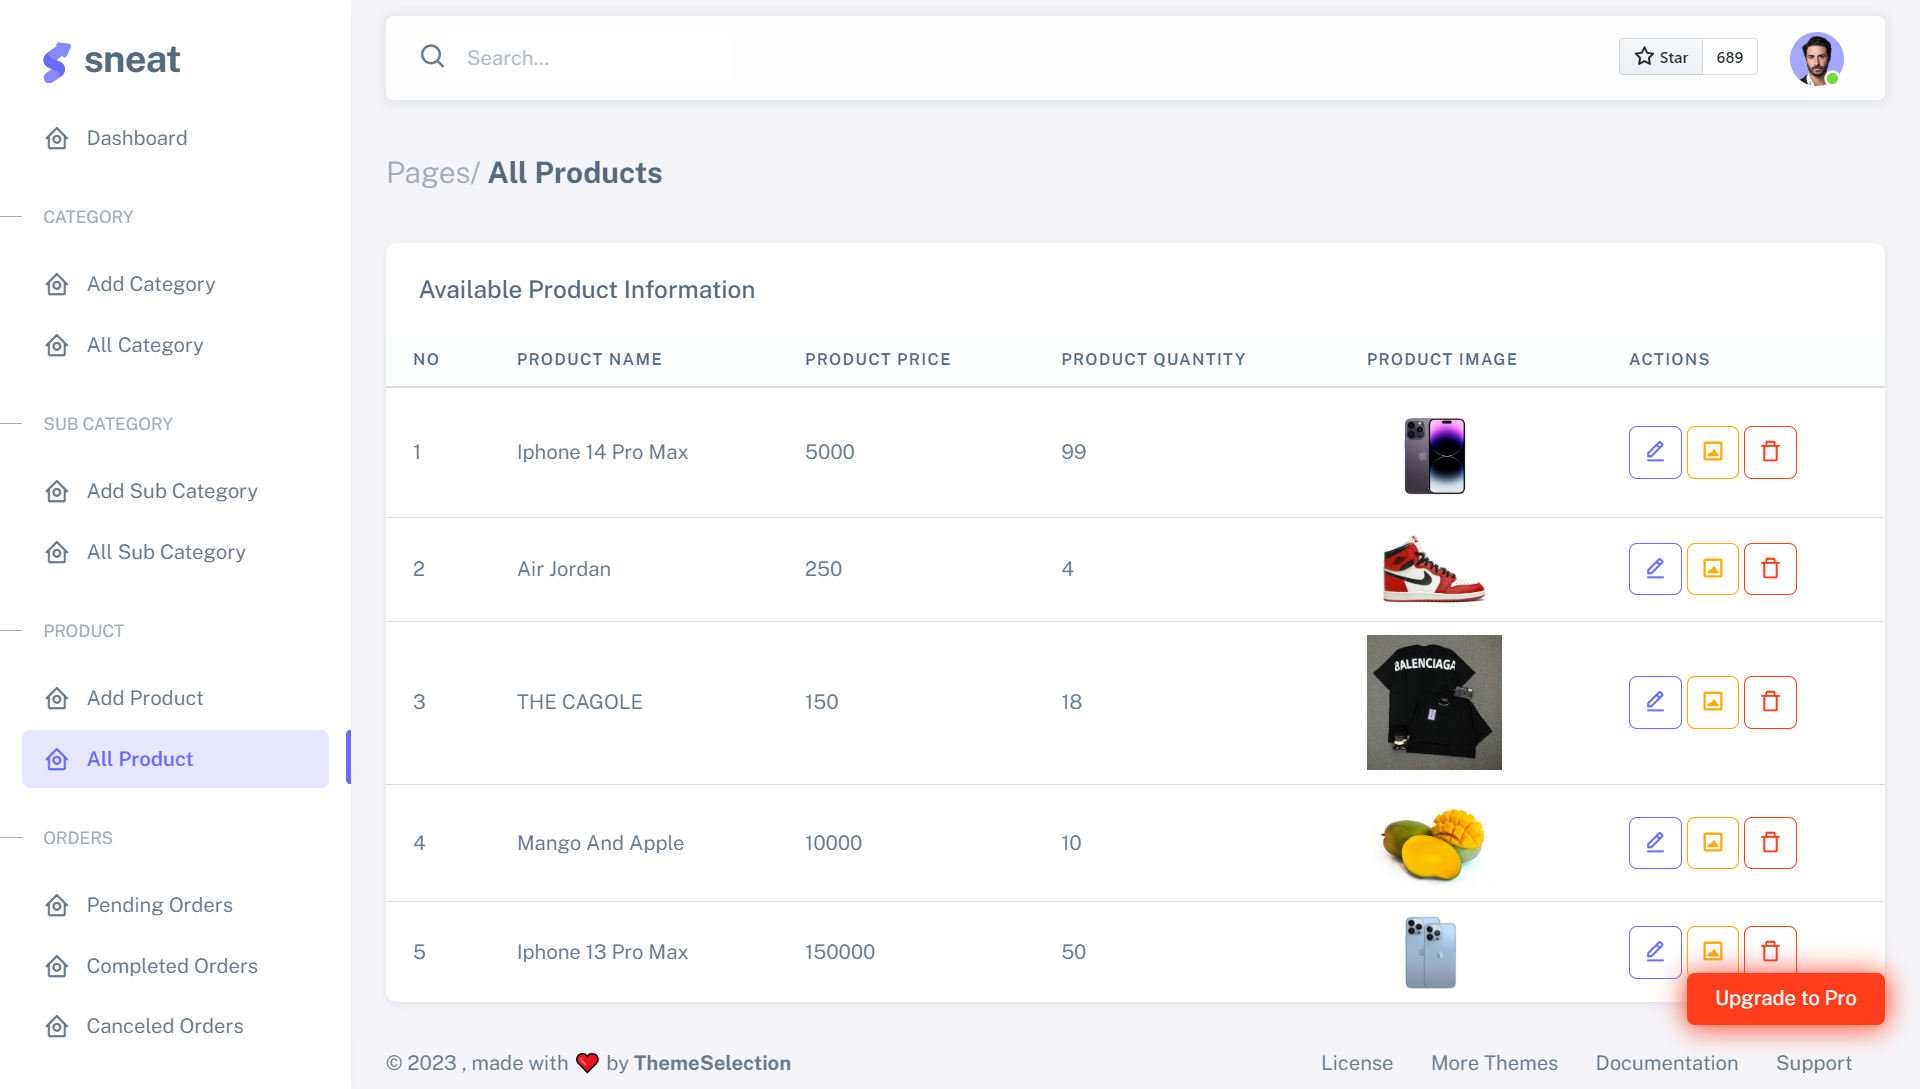 sneat
Dashboard
CATEGORY
Add Category
All Category
SUB CATEGORY
Add Sub Category
All Sub Category
PRODUCT
Add Product
All Product
ORDERS
Pending Orders
Completed Orders
Canceled Orders
Search...
Star 689
Pages/ All Products
Available Product Information
NO PRODUCT NAME PRODUCT PRICE PRODUCT QUANTITY PRODUCT IMAGE ACTIONS
1 Iphone 14 Pro Max 5000 99
2 Air Jordan 250 4
3 THE CAGOLE 150 18
BALENCIAGA
4 Mango And Apple 10000 10
5 Iphone 13 Pro Max 150000 50
Upgrade to Pro
© 2023 , made with ❤️ by ThemeSelection
License More Themes Documentation Support